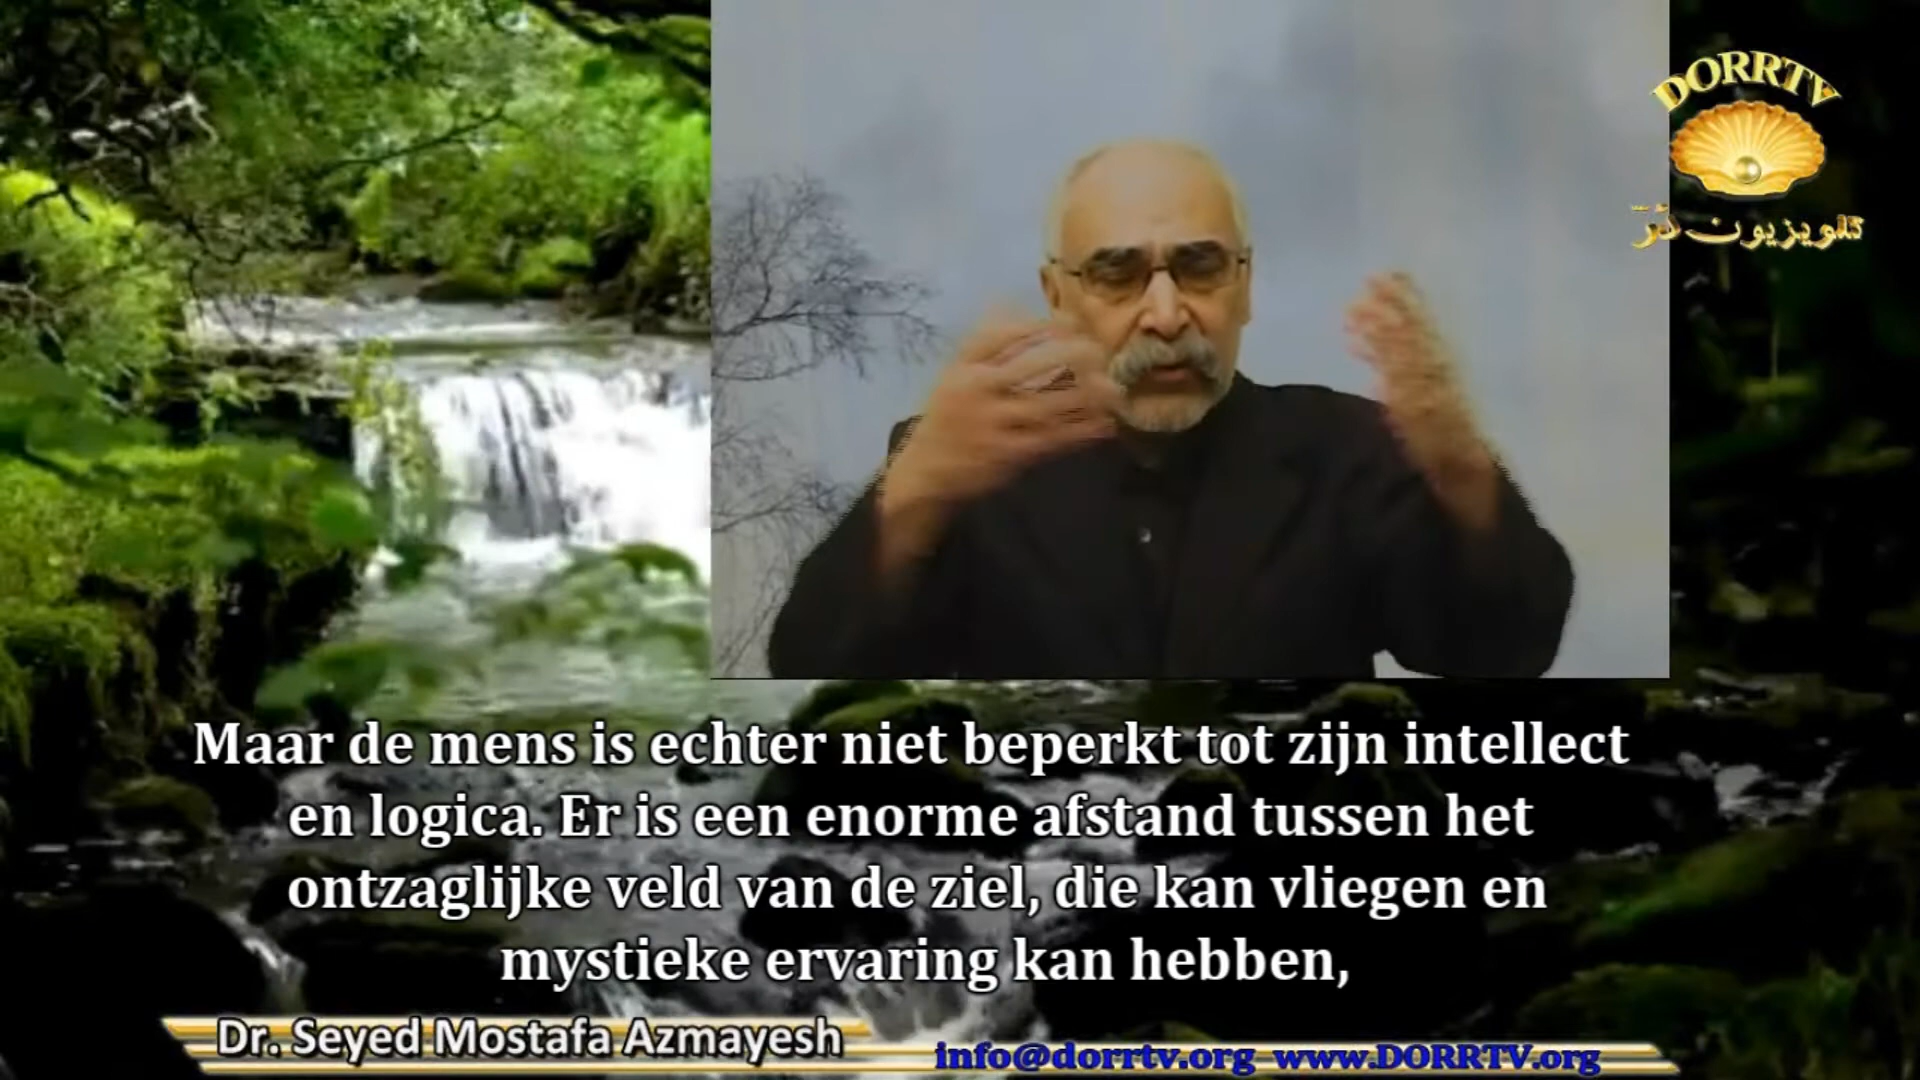 DORRTV
تلویزیون دُرّ
Maar de mens is echter niet beperkt tot zijn intellect
en logica. Er is een enorme afstand tussen het
ontzaglijke veld van de ziel, die kan vliegen en
mystieke ervaring kan hebben,
Dr. Seyed Mostafa Azmayesh
info@dorrtv.org www.DORRTV.org